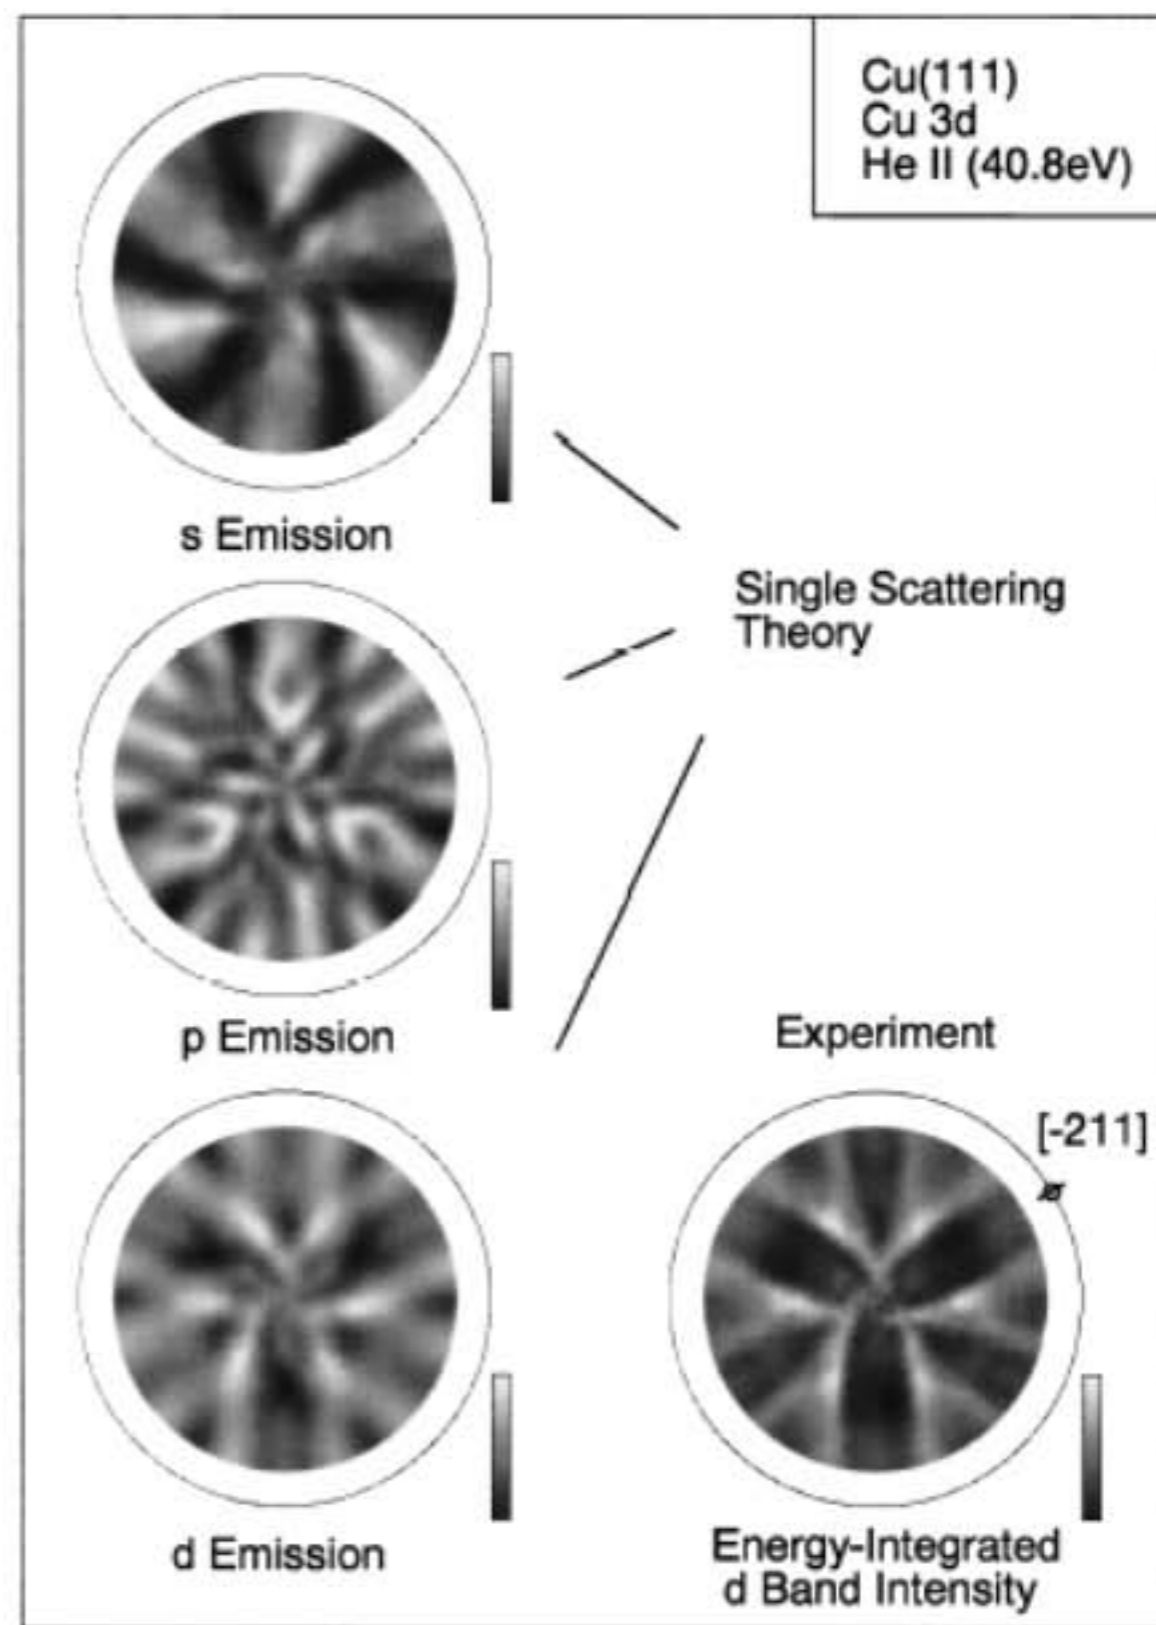 Cu(111)
Cu 3d
He II (40.8eV)
s Emission
Single Scattering
Theory
p Emission
Experiment
[-211]
d Emission
Energy-Integrated
d Band Intensity